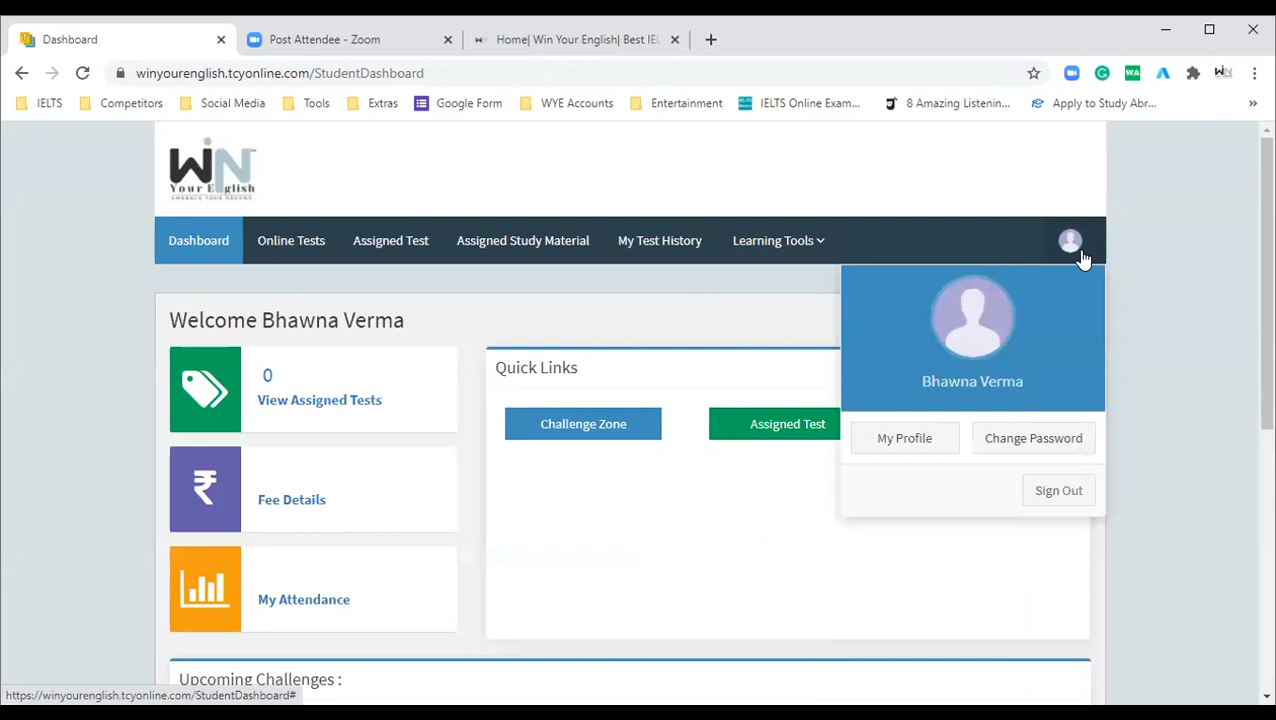 Dashboard
Post Attendee - Zoom
Home| Win Your English| Best IEL
winyourenglish.tcyonline.com/StudentDashboard
IELTS
Competitors
Social Media
Tools
Extras
Google Form
WYE Accounts
Entertainment
IELTS Online Exam...
8 Amazing Listenin...
Apply to Study Abr...
WIN
Your English
EMBRACE YOUR DREAMS
Dashboard
Online Tests
Assigned Test
Assigned Study Material
My Test History
Learning Tools
Welcome Bhawna Verma
0
View Assigned Tests
Fee Details
My Attendance
Quick Links
Challenge Zone
Assigned Test
Bhawna Verma
My Profile
Change Password
Sign Out
Upcoming Challenges :
https://winyourenglish.tcyonline.com/StudentDashboard#